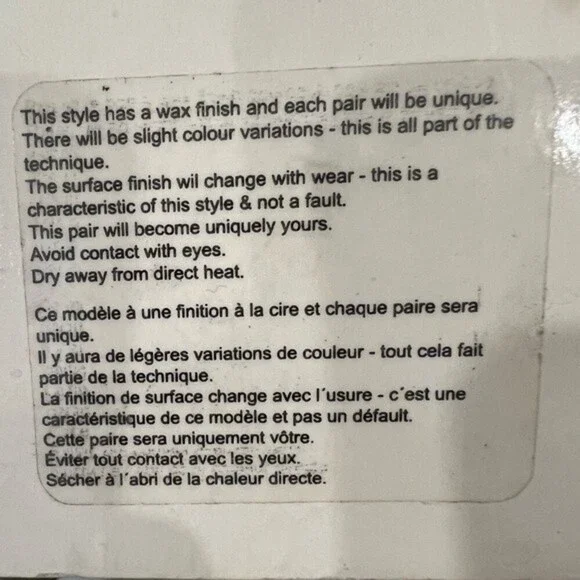 This style has a wax finish and each pair will be unique.
There will be slight colour variations - this is all part of the
technique.
The surface finish wil change with wear - this is a
characteristic of this style & not a fault.
This pair will become uniquely yours.
Avoid contact with eyes.
Dry away from direct heat.
Ce modèle à une finition à la cire et chaque paire sera
unique.
Il y aura de légères variations de couleur - tout cela fait
partie de la technique.
La finition de surface change avec l´usure - c´est une
caractéristique de ce modèle et pas un défault.
Cette paire sera uniquement vôtre.
Éviter tout contact avec les yeux.
Sécher à l´abri de la chaleur directe.